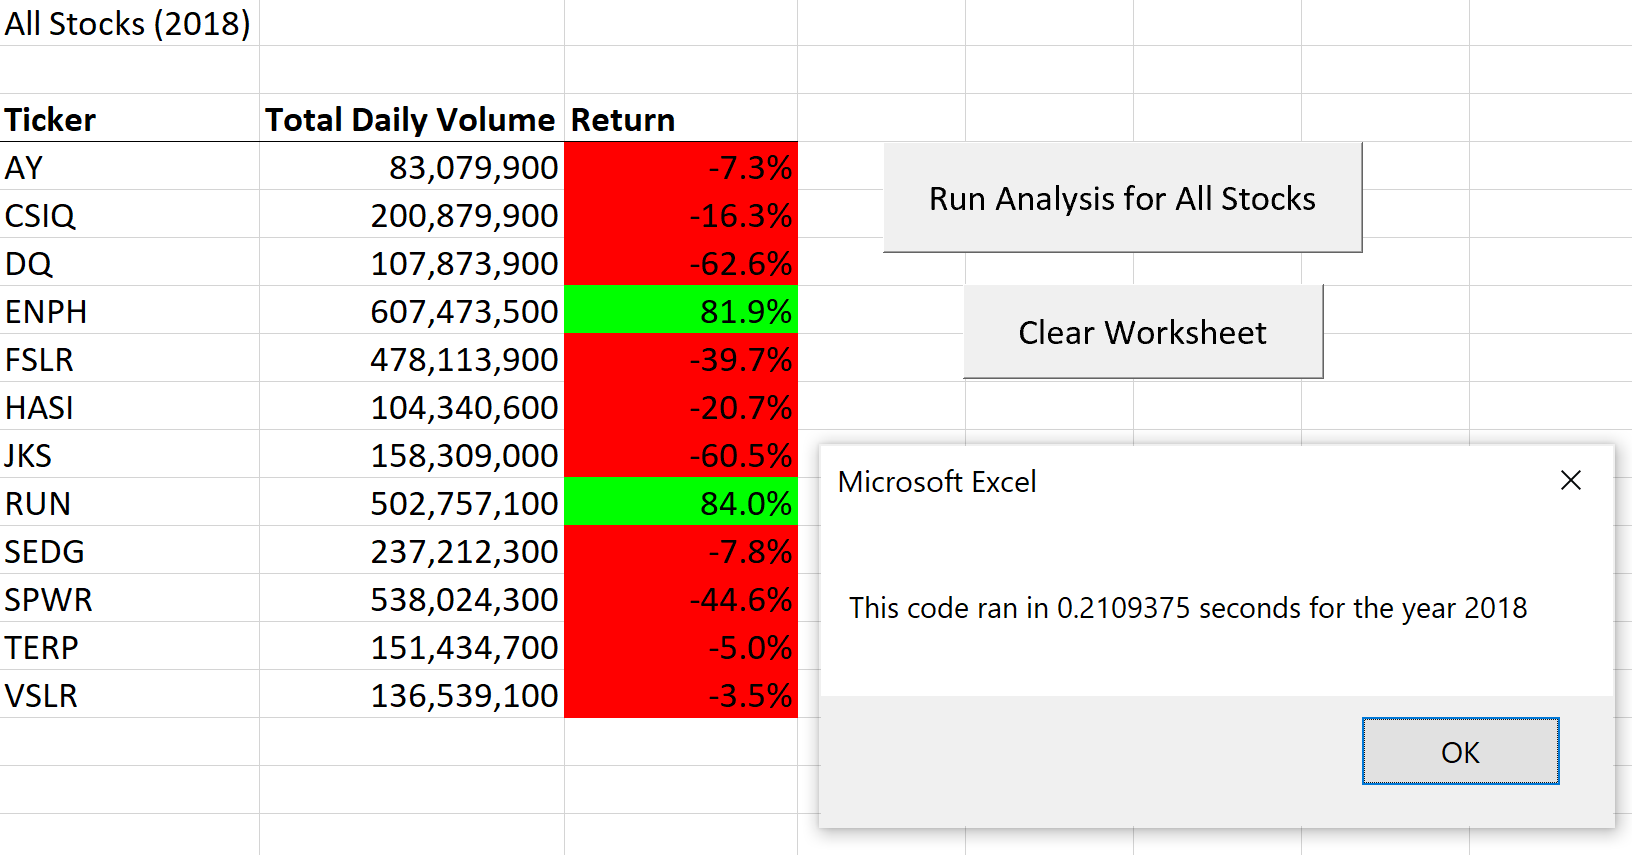 All Stocks (2018)
Ticker Total Daily Volume Return
AY 83,079,900 -7.3%
CSIQ 200,879,900 -16.3%
DQ 107,873,900 -62.6%
ENPH 607,473,500 81.9%
FSLR 478,113,900 -39.7%
HASI 104,340,600 -20.7%
JKS 158,309,000 -60.5%
RUN 502,757,100 84.0%
SEDG 237,212,300 -7.8%
SPWR 538,024,300 -44.6%
TERP 151,434,700 -5.0%
VSLR 136,539,100 -3.5%
Run Analysis for All Stocks
Clear Worksheet
Microsoft Excel
This code ran in 0.2109375 seconds for the year 2018
OK